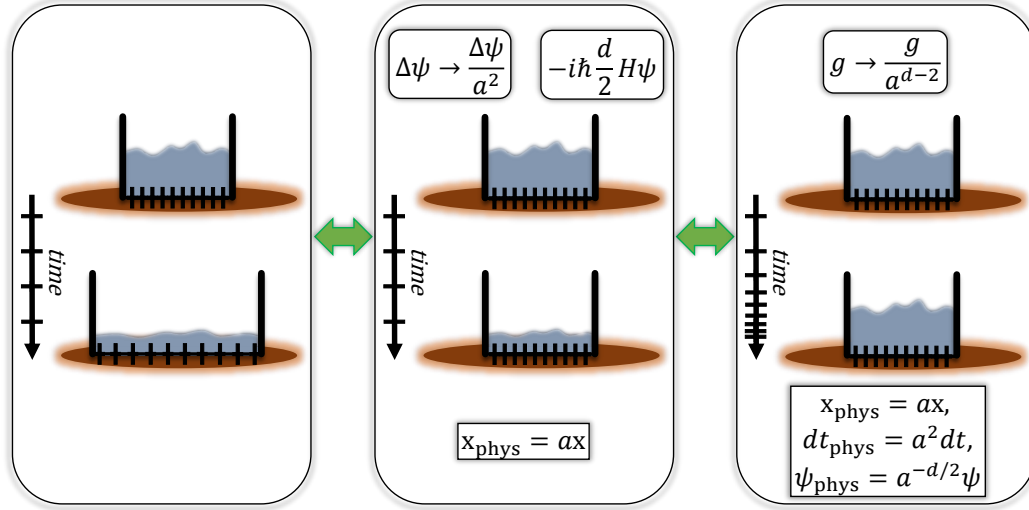 time
Δψ → Δψ/a²
−iħ d/2 Hψ
time
x_phys = ax
g → g/a^{d−2}
time
x_phys = ax,
dt_phys = a²dt,
ψ_phys = a^{−d/2}ψ